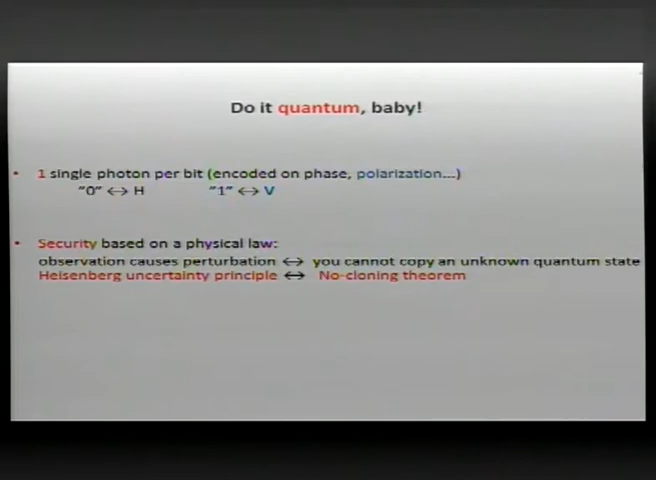 Do it quantum, baby!
• 1 single photon per bit (encoded on phase, polarization...)
"0" ↔ H "1" ↔ V
• Security based on a physical law:
observation causes perturbation ↔ you cannot copy an unknown quantum state
Heisenberg uncertainty principle ↔ No-cloning theorem